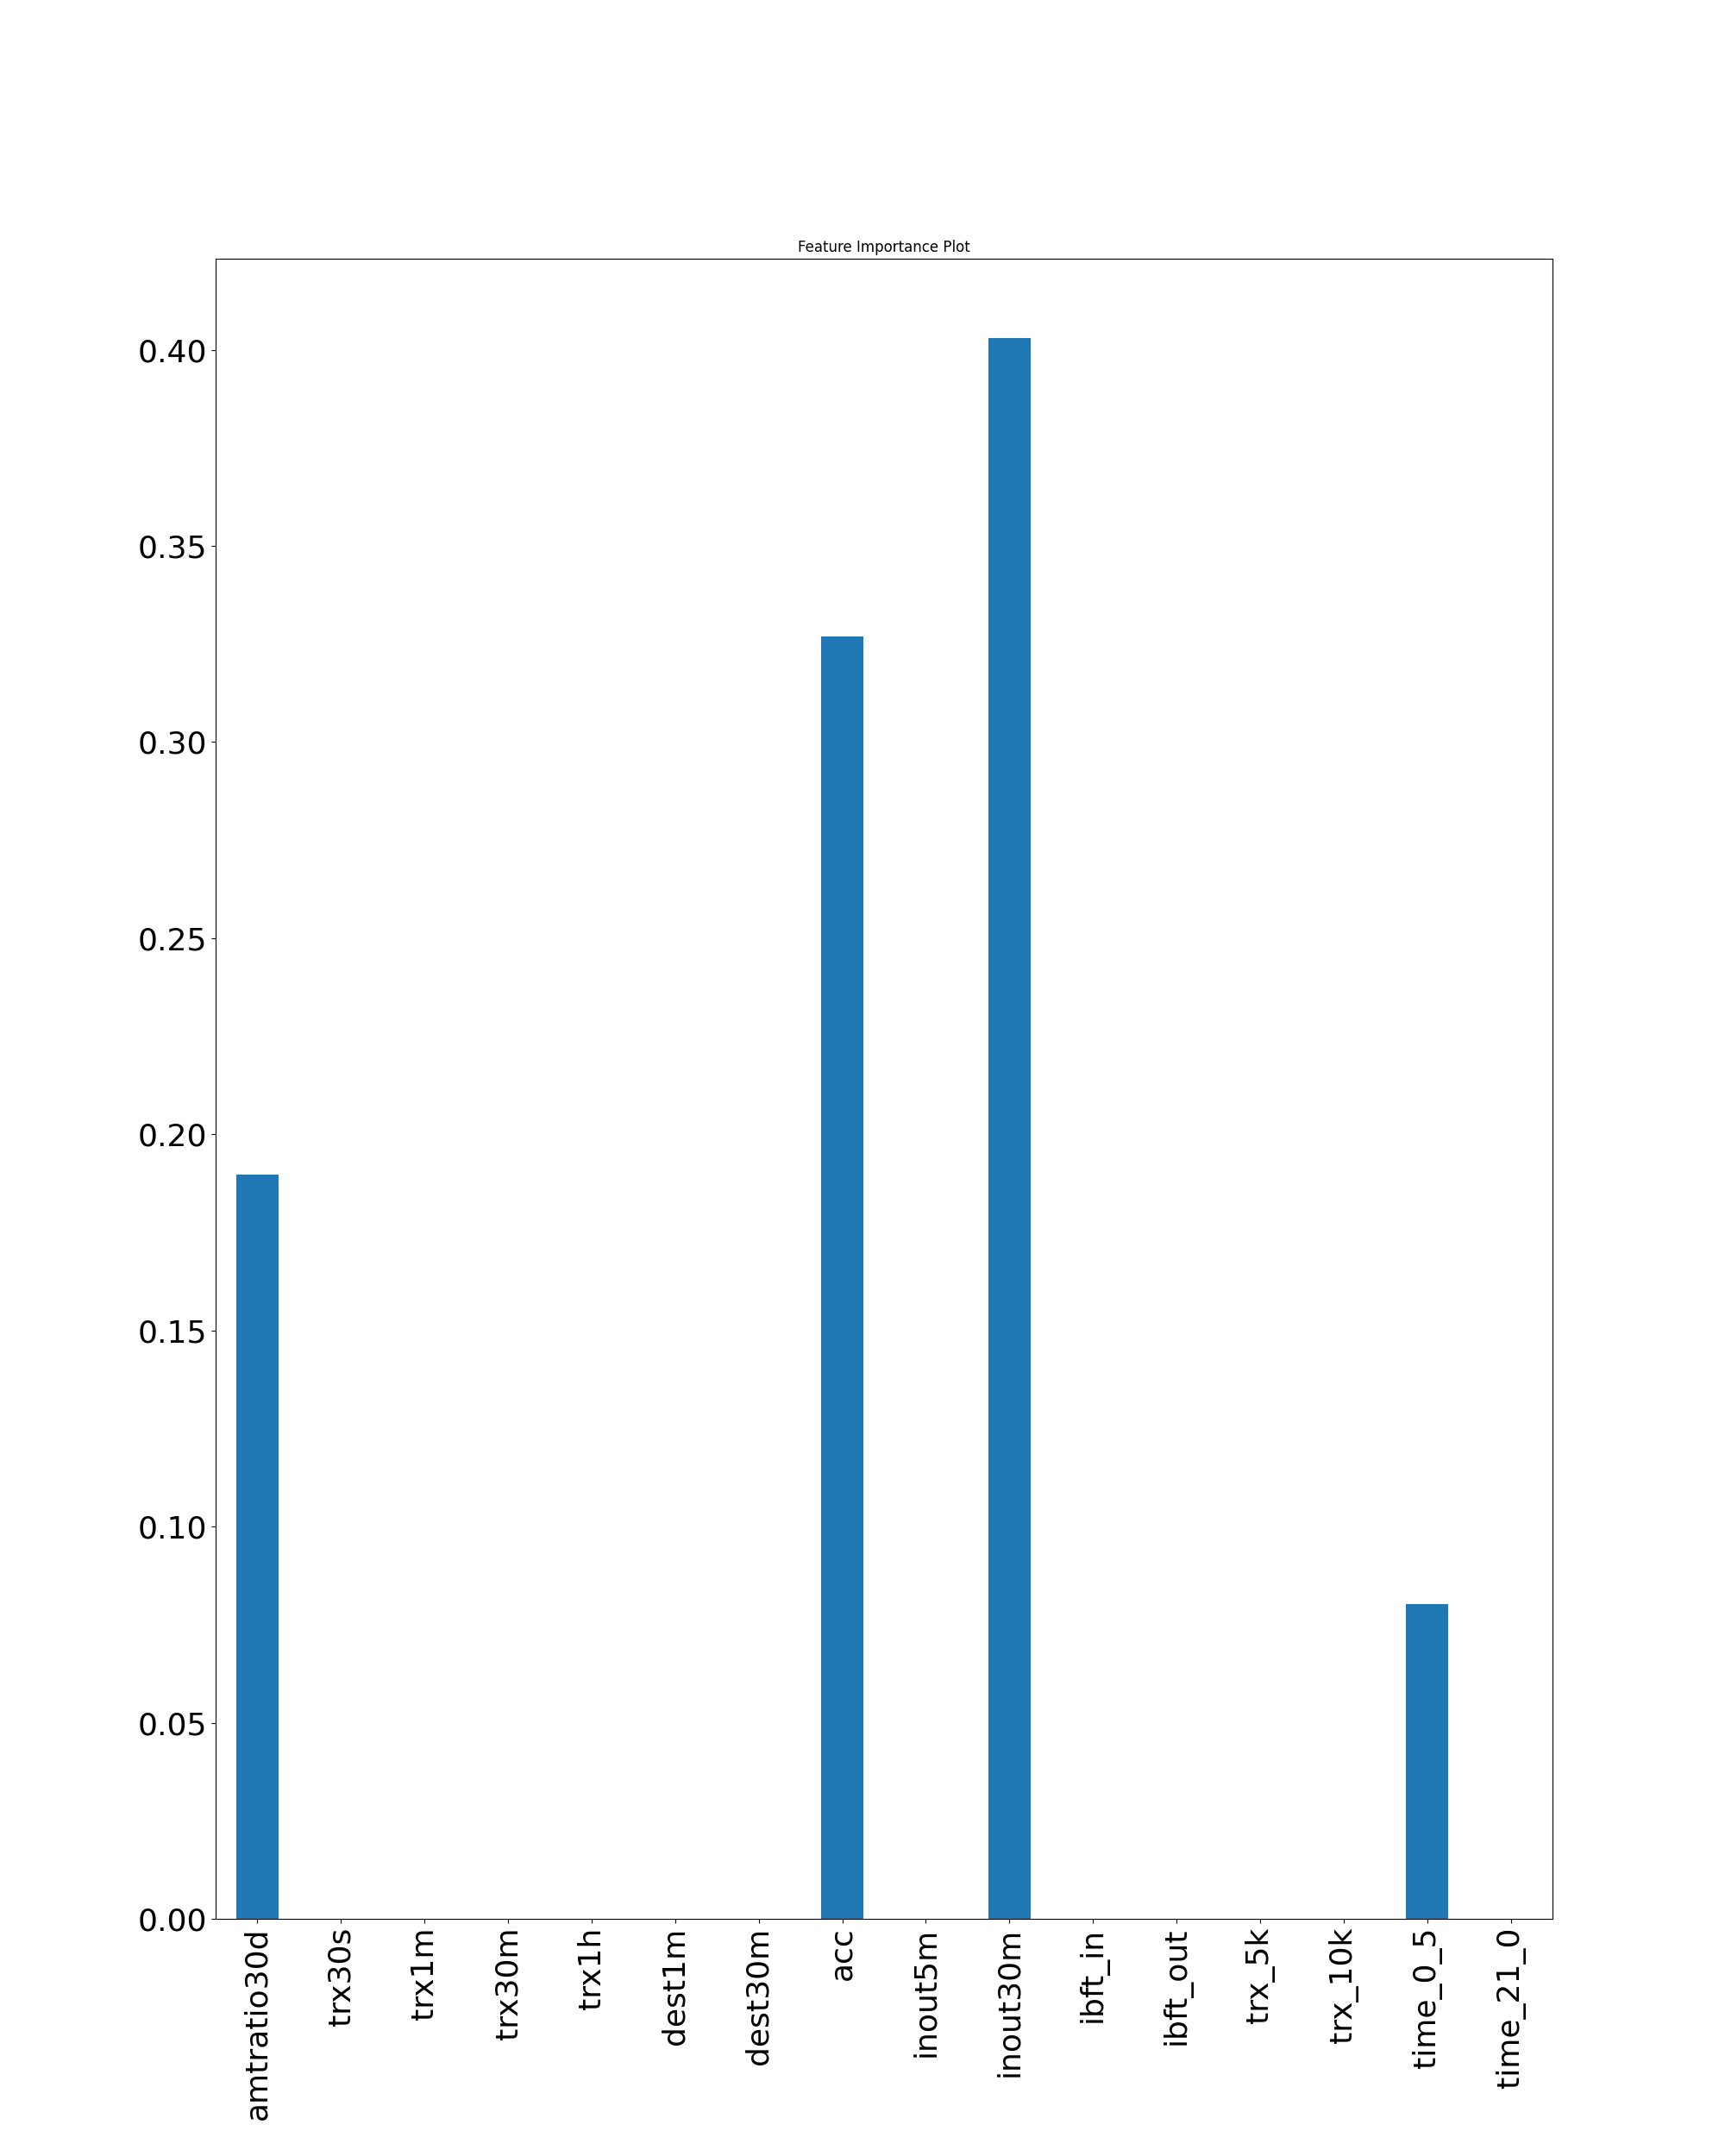 Feature Importance Plot
0.40
0.35
0.30
0.25
0.20
0.15
0.10
0.05
0.00
amtratio30d
trx30s
trx1m
trx30m
trx1h
dest1m
dest30m
acc
inout5m
inout30m
ibft_in
ibft_out
trx_5k
trx_10k
time_0_5
time_21_0